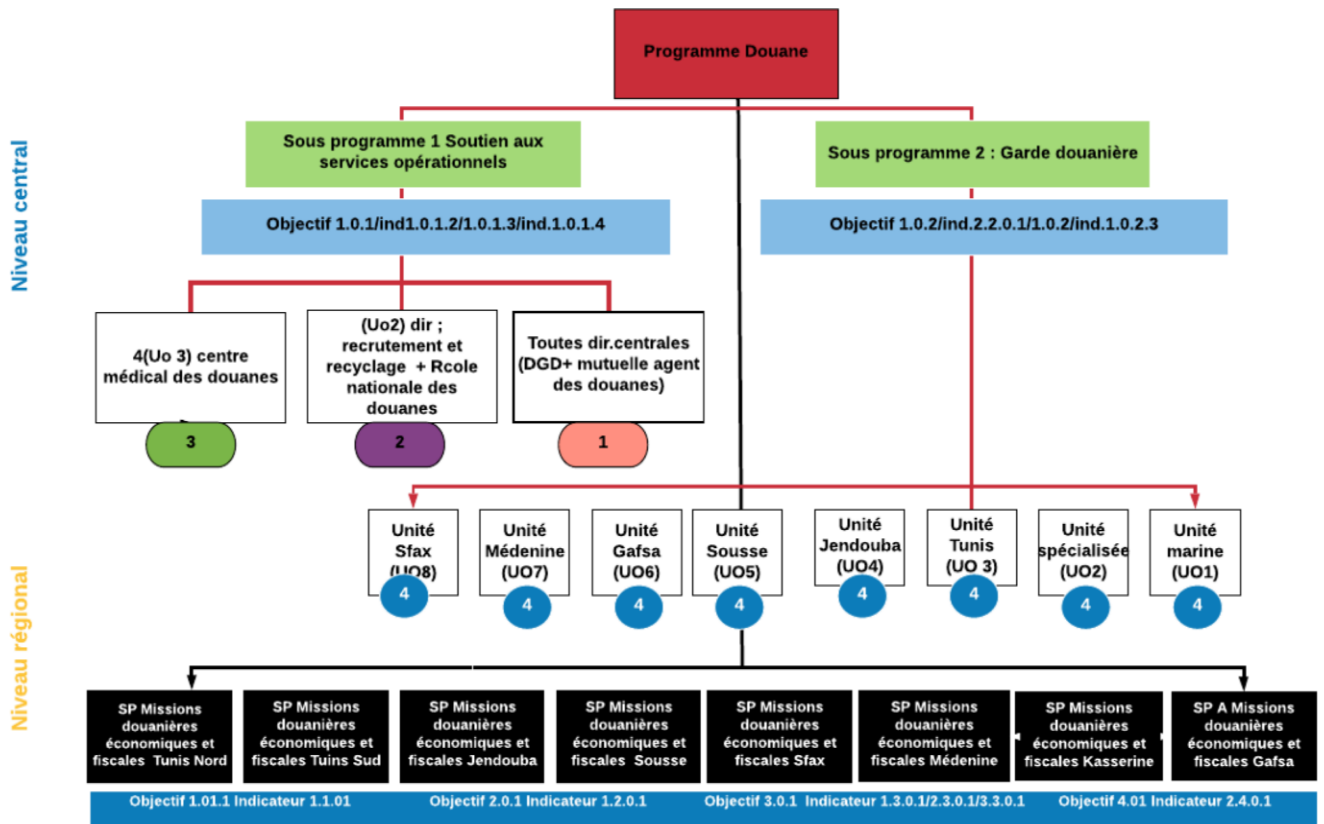 Programme Douane
Niveau central
Sous programme 1 Soutien aux
services opérationnels
Sous programme 2 : Garde douanière
Objectif 1.0.1/ind1.0.1.2/1.0.1.3/ind.1.0.1.4
Objectif 1.0.2/ind.2.2.0.1/1.0.2/ind.1.0.2.3
4(Uo 3) centre
médical des douanes
3
(Uo2) dir ;
recrutement et
recyclage + Rcole
nationale des
douanes
2
Toutes dir.centrales
(DGD+ mutuelle agent
des douanes)
1
Niveau régional
Unité
Sfax
(UO8)
4
Unité
Médenine
(UO7)
4
Unité
Gafsa
(UO6)
4
Unité
Sousse
(UO5)
4
Unité
Jendouba
(UO4)
4
Unité
Tunis
(UO 3)
4
Unité
spécialisée
(UO2)
4
Unité
marine
(UO1)
4
SP Missions
douanières
économiques et
fiscales Tunis Nord
SP Missions
douanières
économiques et
fiscales Tuins Sud
SP Missions
douanières
économiques et
fiscales Jendouba
SP Missions
douanières
économiques et
fiscales Sousse
SP Missions
douanières
économiques et
fiscales Sfax
SP Missions
douanières
économiques et
fiscales Médenine
SP Missions
douanières
économiques et
fiscales Kasserine
SP A Missions
douanières
économiques et
fiscales Gafsa
Objectif 1.01.1 Indicateur 1.1.01
Objectif 2.0.1 Indicateur 1.2.0.1
Objectif 3.0.1 Indicateur 1.3.0.1/2.3.0.1/3.3.0.1
Objectif 4.01 Indicateur 2.4.0.1